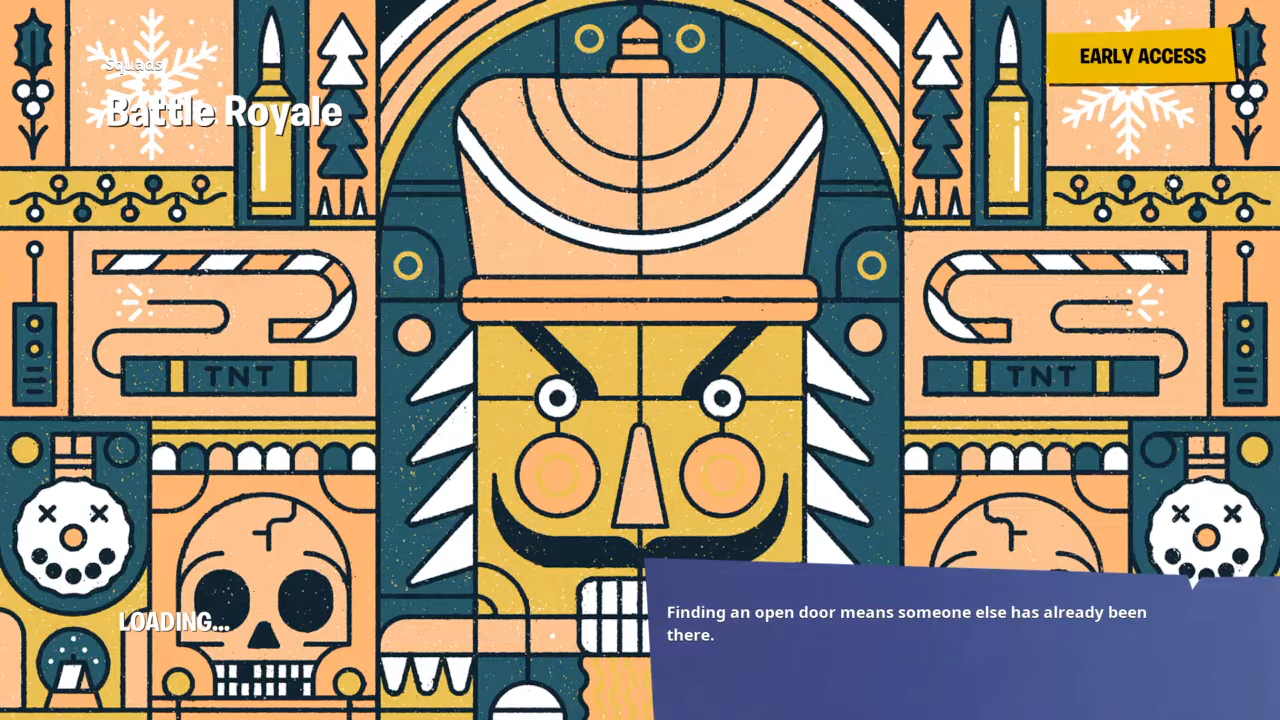 Squads
Battle Royale
EARLY ACCESS
TNT
TNT
LOADING...
Finding an open door means someone else has already been
there.